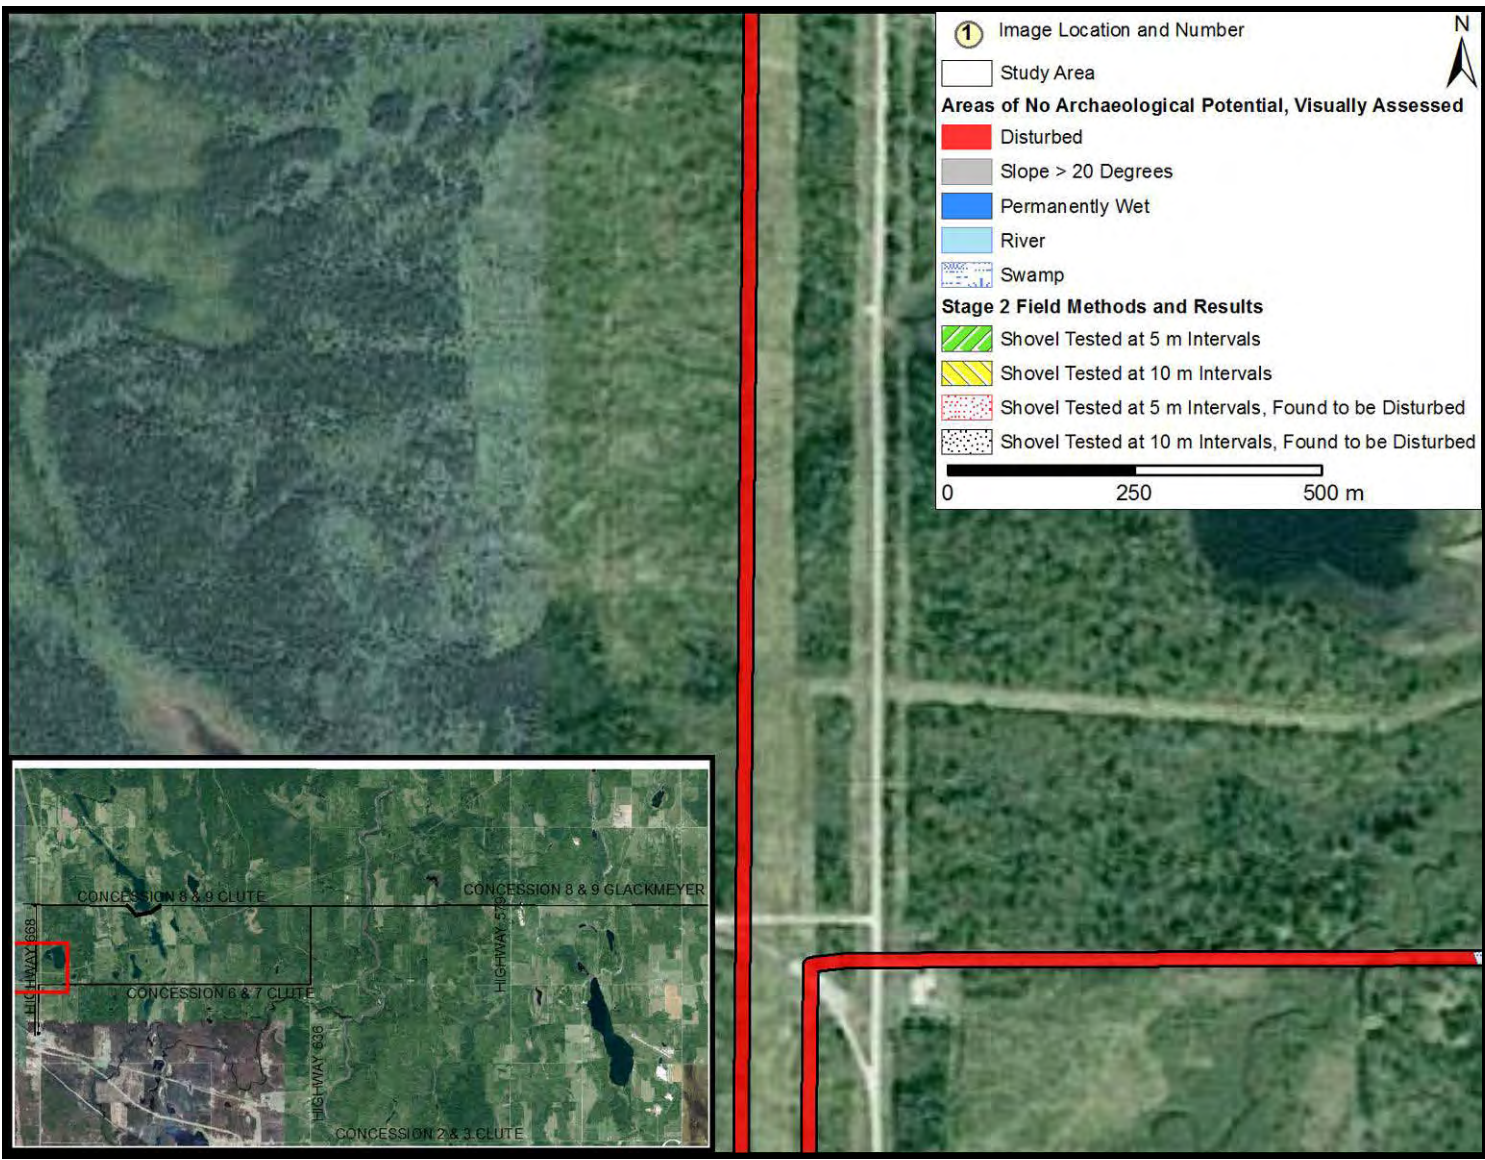 N
1 Image Location and Number
Study Area
Areas of No Archaeological Potential, Visually Assessed
Disturbed
Slope > 20 Degrees
Permanently Wet
River
Swamp
Stage 2 Field Methods and Results
Shovel Tested at 5 m Intervals
Shovel Tested at 10 m Intervals
Shovel Tested at 5 m Intervals, Found to be Disturbed
Shovel Tested at 10 m Intervals, Found to be Disturbed
0 250 500 m
CONCESSION 8 & 9 CLUTE
CONCESSION 8 & 9 GLACKMEYER
HIGHWAY 668
HIGHWAY 579
CONCESSION 6 & 7 CLUTE
HIGHWAY 636
CONCESSION 2 & 3 CLUTE